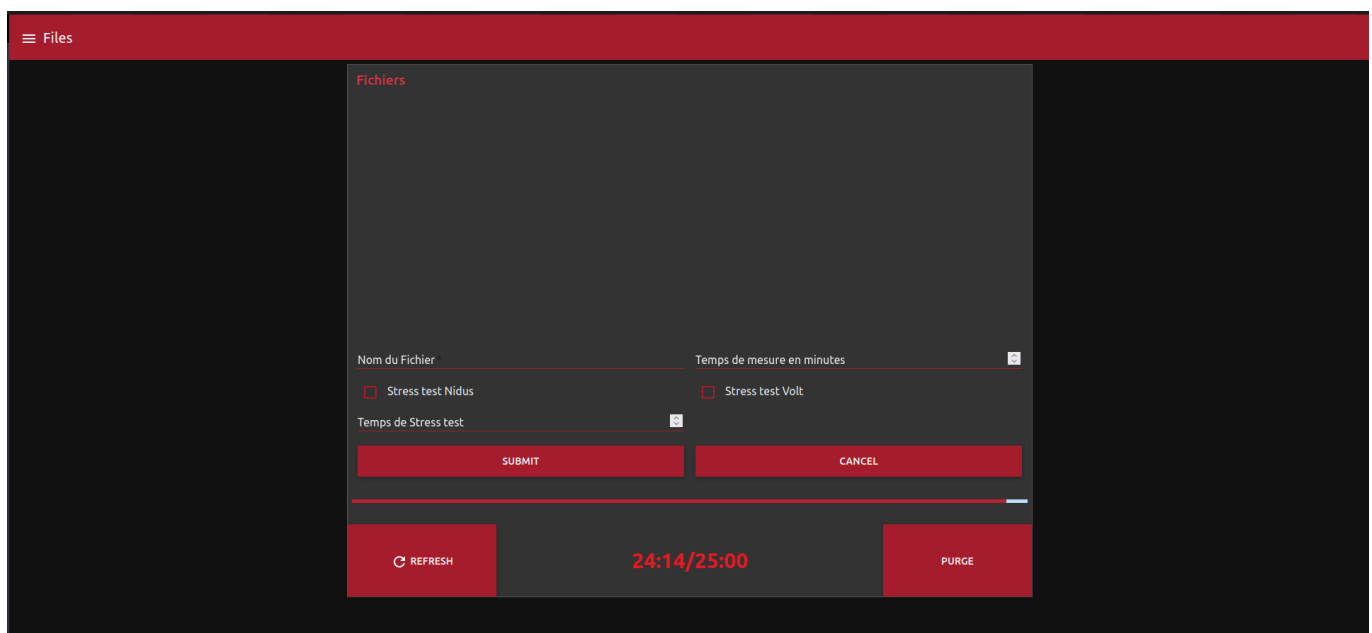 Files
Fichiers
Nom du Fichier *
Temps de mesure en minutes
Stress test Nidus
Stress test Volt
Temps de Stress test
SUBMIT
CANCEL
REFRESH
24:14/25:00
PURGE